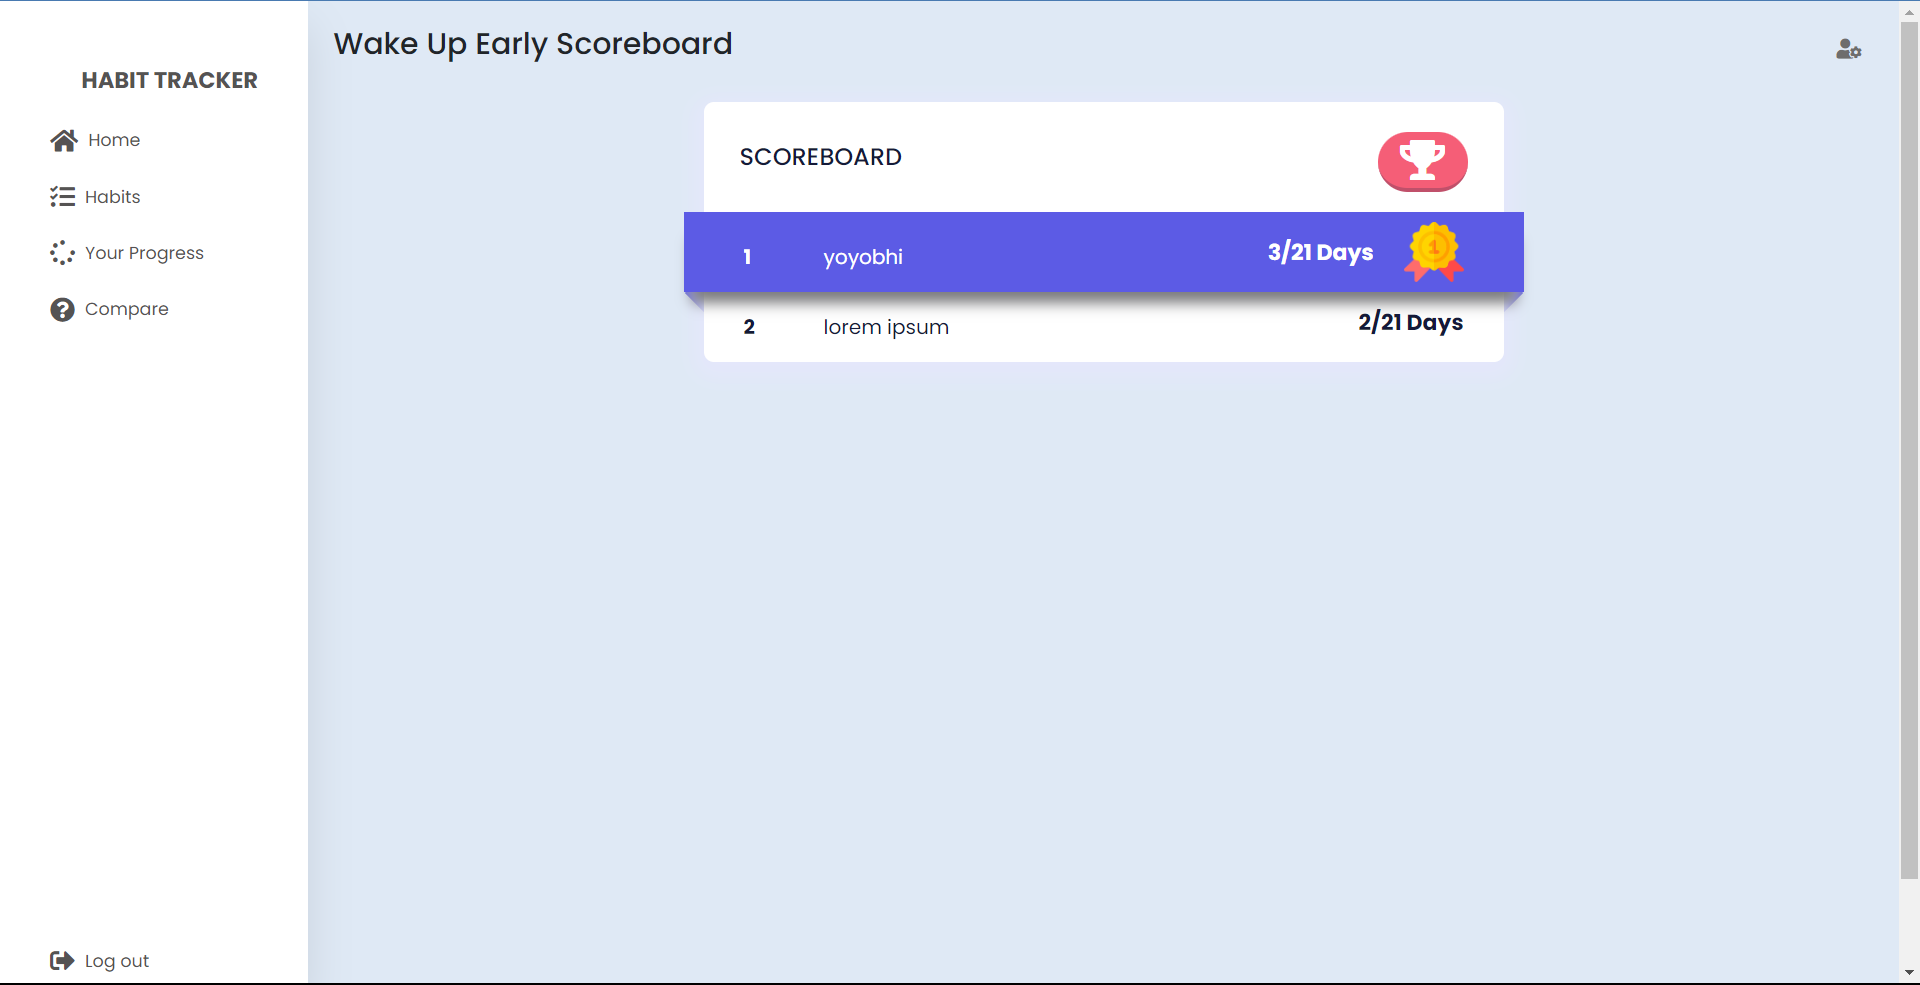 Wake Up Early Scoreboard
HABIT TRACKER
Home
Habits
Your Progress
Compare
Log out
SCOREBOARD
1 yoyobhi 3/21 Days 1
2 lorem ipsum 2/21 Days